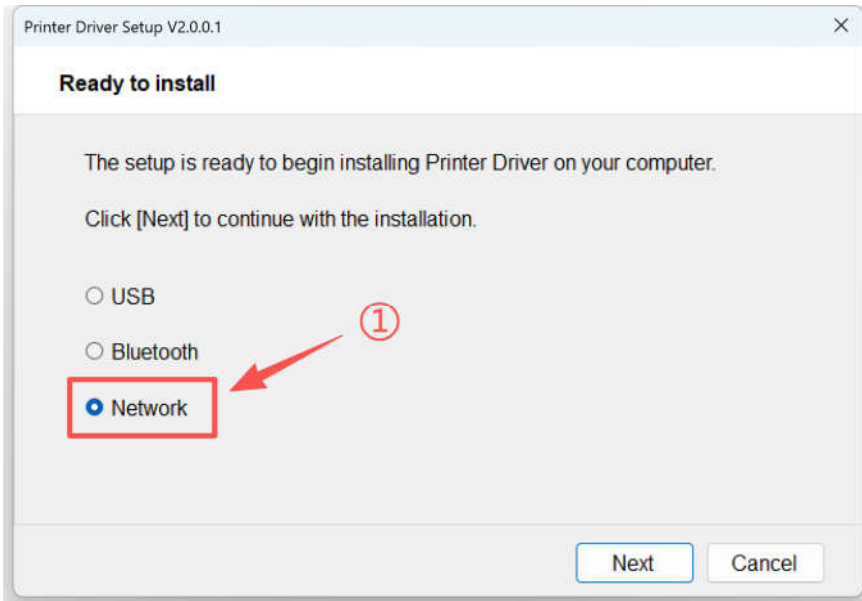 Printer Driver Setup V2.0.0.1
Ready to install
The setup is ready to begin installing Printer Driver on your computer.
Click [Next] to continue with the installation.
USB
①
Bluetooth
Network
Next Cancel